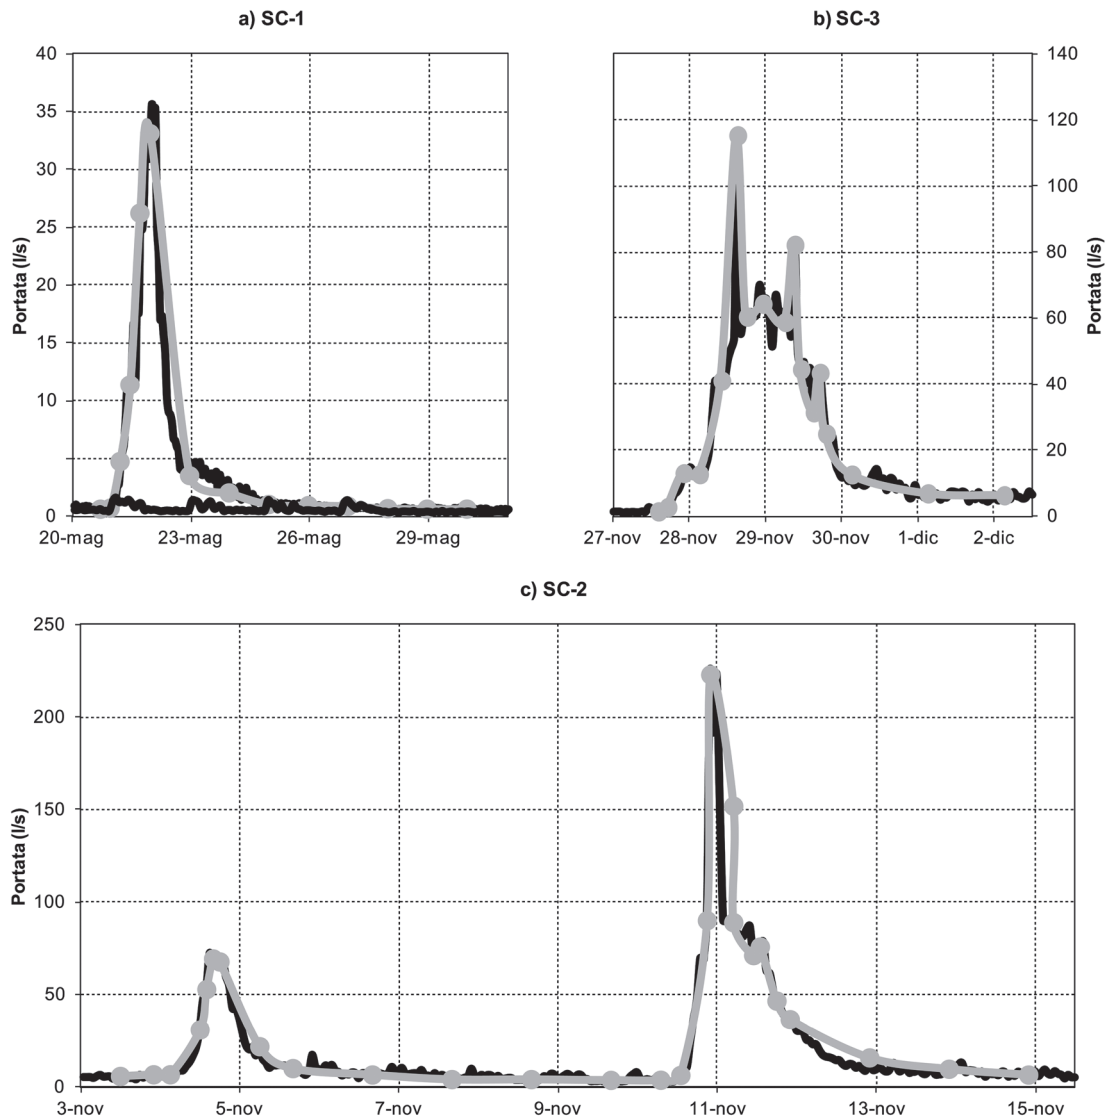 a) SC-1
b) SC-3
40
35
30
25
20
15
10
0
Portata (l/s)
20-mag 23-mag 26-mag 29-mag
140
120
100
80
60
40
20
0
Portata (l/s)
27-nov 28-nov 29-nov 30-nov 1-dic 2-dic
c) SC-2
250
200
150
100
50
0
Portata (l/s)
3-nov 5-nov 7-nov 9-nov 11-nov 13-nov 15-nov